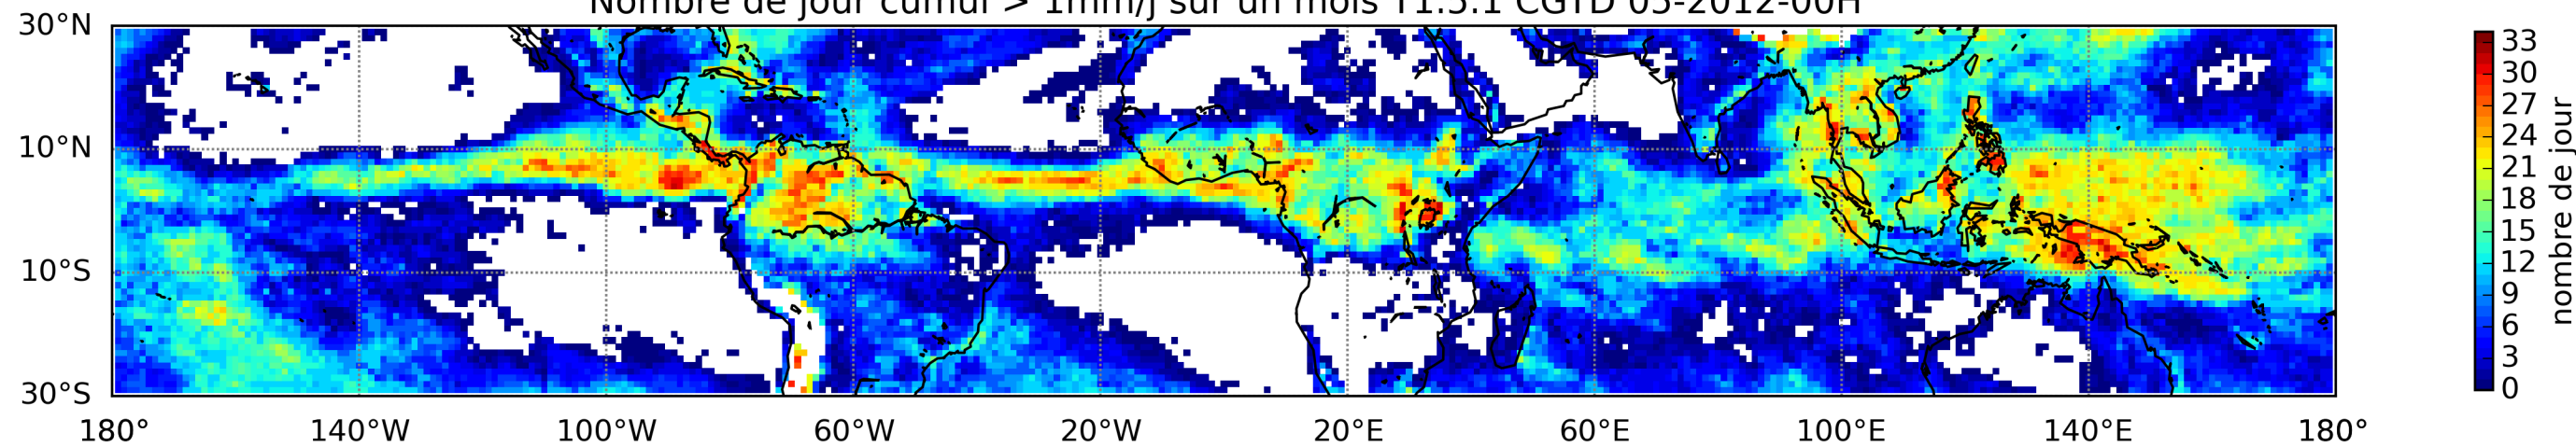 Nombre de jour cumul > 1mm/j sur un mois T1.5.1 CGTD 05-2012-00H
30°N
10°N
10°S
30°S
180°
140°W
100°W
60°W
20°W
20°E
60°E
100°E
140°E
180°
33
30
27
24
21
18
15
12
9
6
3
0
nombre de jour